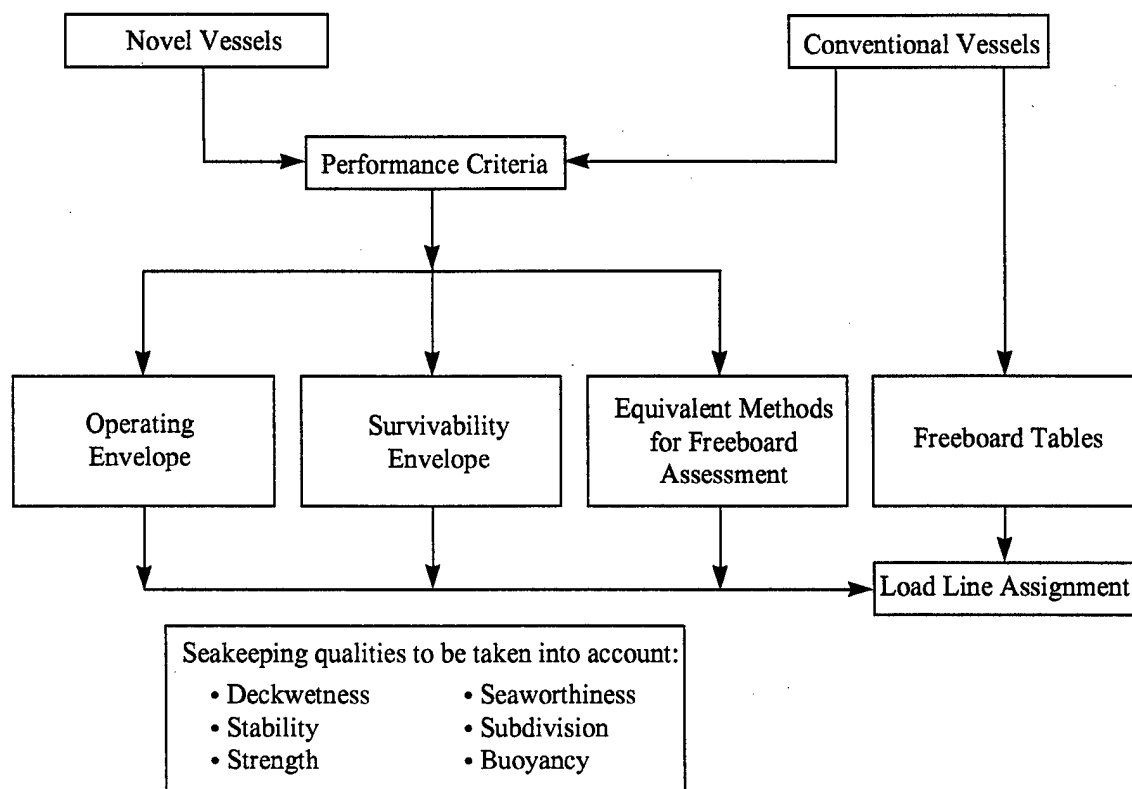 Novel Vessels
Conventional Vessels
Performance Criteria
Operating
Envelope
Survivability
Envelope
Equivalent Methods
for Freeboard
Assessment
Freeboard Tables
Load Line Assignment
Seakeeping qualities to be taken into account:
• Deckwetness
• Seaworthiness
• Stability
• Subdivision
• Strength
• Buoyancy